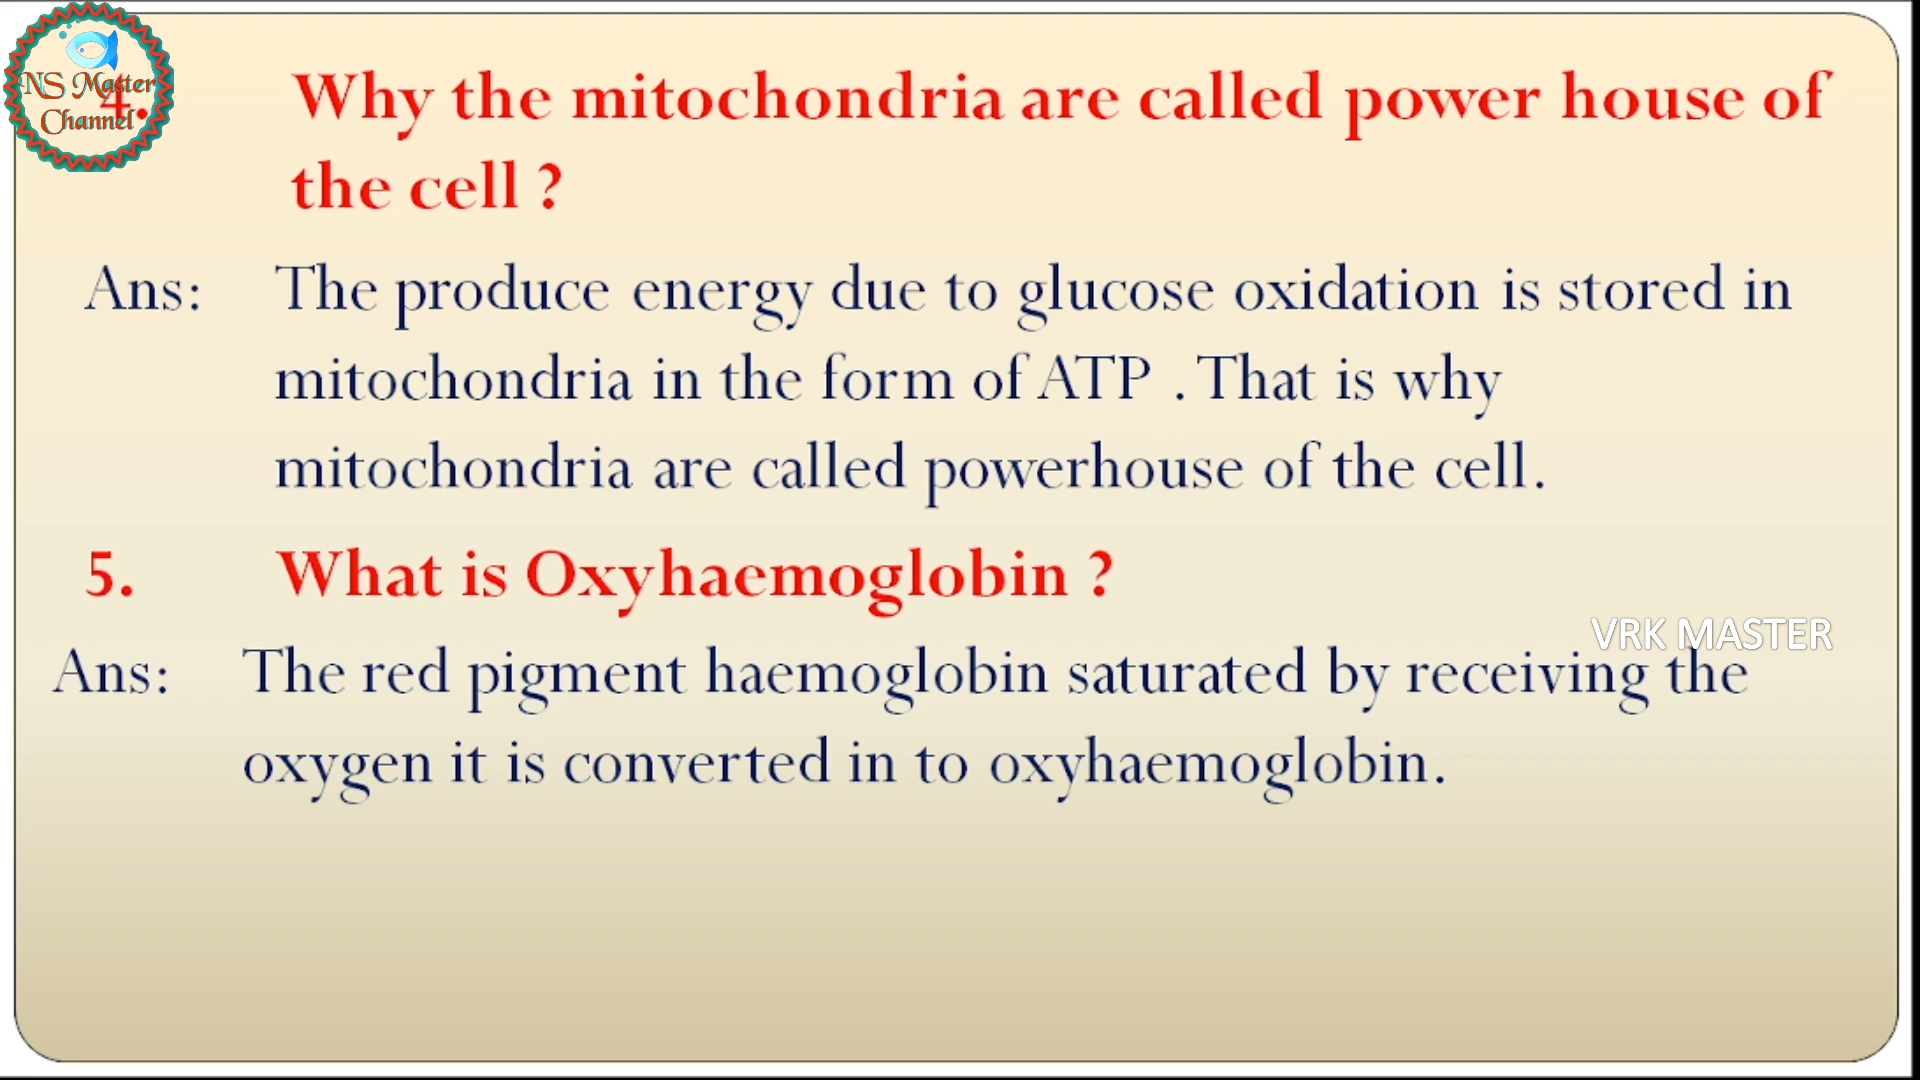 NS Master
Channel
4. Why the mitochondria are called power house of
the cell ?
Ans: The produce energy due to glucose oxidation is stored in
mitochondria in the form of ATP . That is why
mitochondria are called powerhouse of the cell.
5. What is Oxyhaemoglobin ?
VRK MASTER
Ans: The red pigment haemoglobin saturated by receiving the
oxygen it is converted in to oxyhaemoglobin.